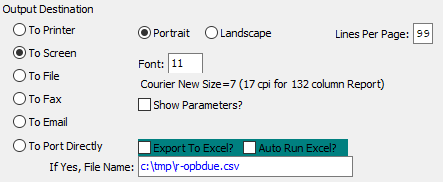 Output Destination
To Printer
Portrait
Landscape
Lines Per Page: 99
To Screen
Font: 11
To File
Courier New Size=7 (17 cpi for 132 column Report)
To Fax
Show Parameters?
To Email
To Port Directly
Export To Excel?
Auto Run Excel?
If Yes, File Name: c:\tmp\r-opbdue.csv